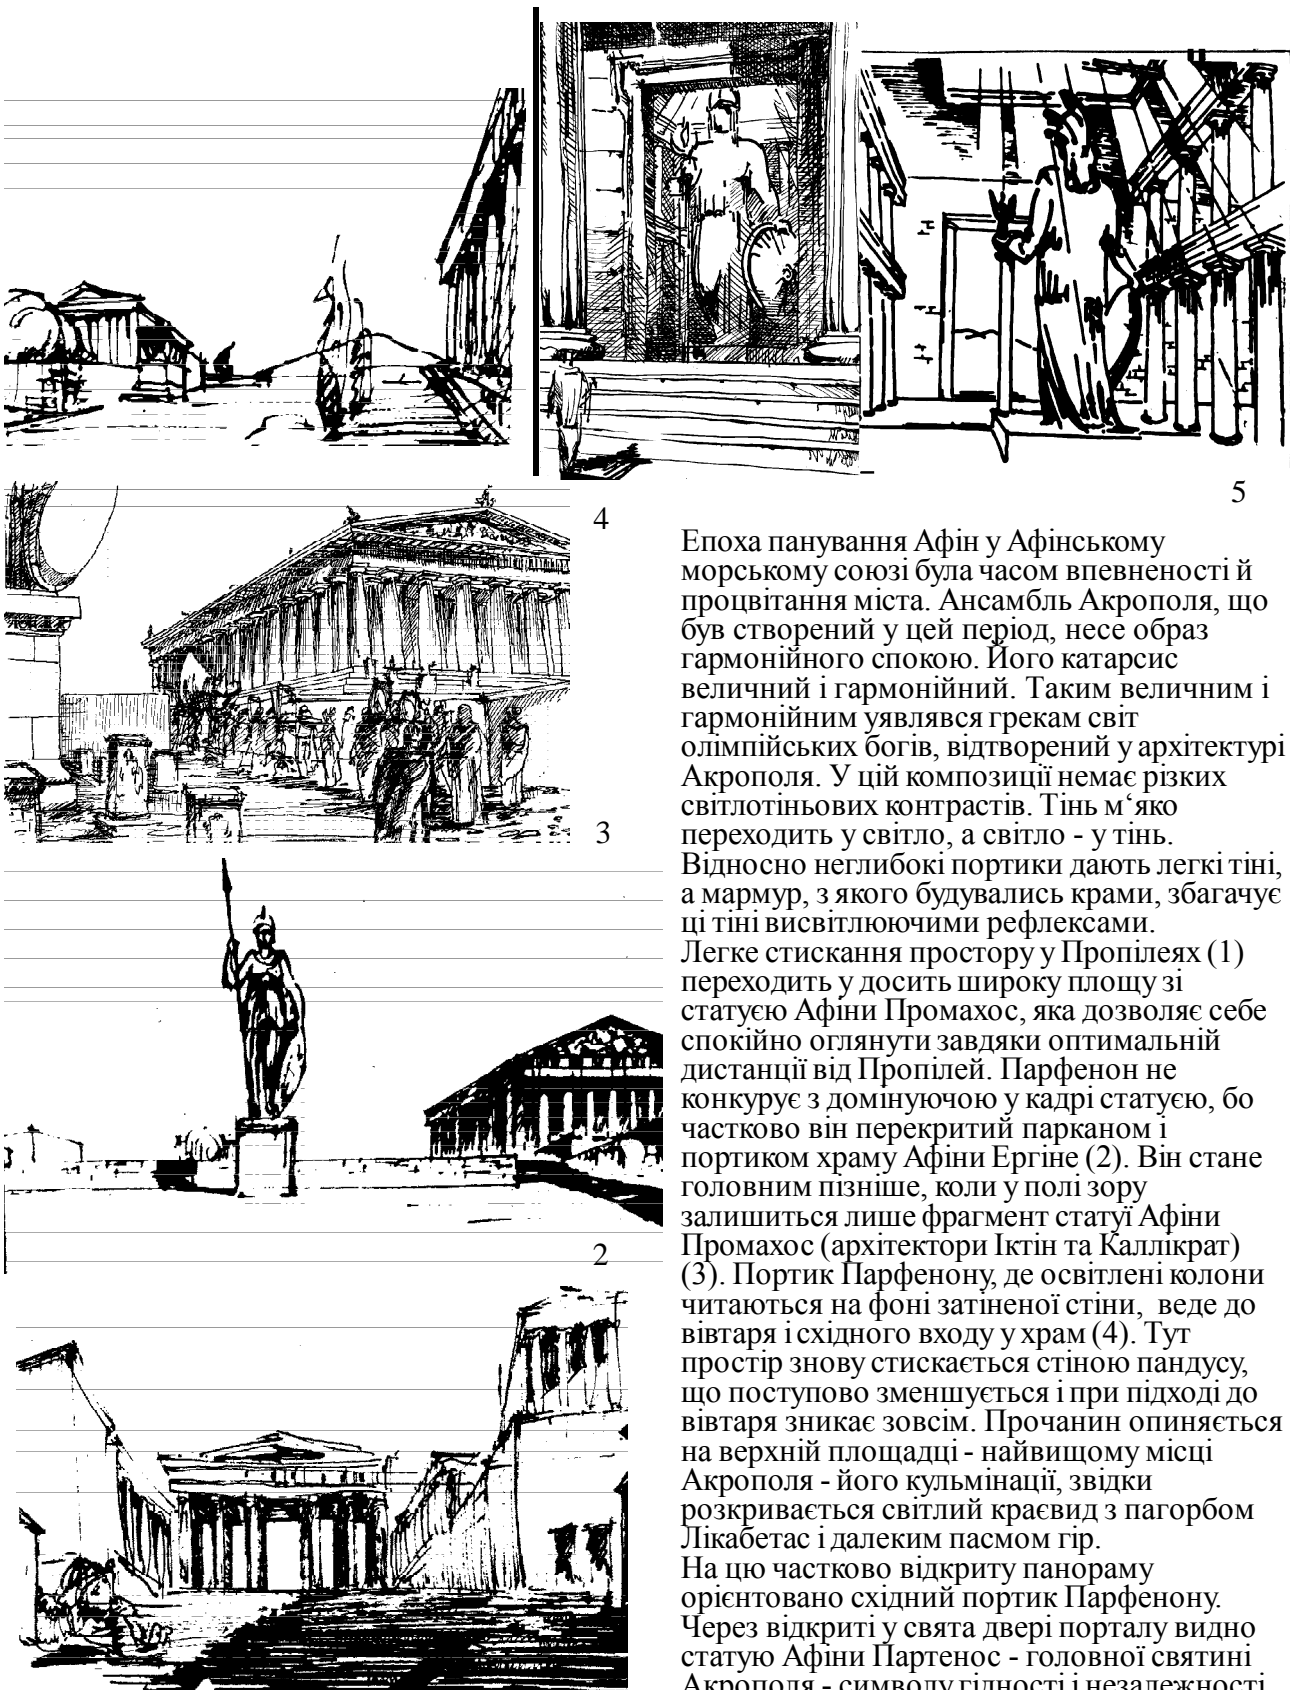 5
4
3
2
Епоха панування Афін у Афінському
морському союзі була часом впевненості й
процвітання міста. Ансамбль Акрополя, що
був створений у цей період, несе образ
гармонійного спокою. Його катарсис
величний і гармонійний. Таким величним і
гармонійним уявлявся грекам світ
олімпійських богів, відтворений у архітектурі
Акрополя. У цій композиції немає різких
світлотіньових контрастів. Тінь м‘яко
переходить у світло, а світло - у тінь.
Відносно неглибокі портики дають легкі тіні,
а мармур, з якого будувались крами, збагачує
ці тіні висвітлюючими рефлексами.
Легке стискання простору у Пропілеях (1)
переходить у досить широку площу зі
статуєю Афіни Промахос, яка дозволяє себе
спокійно оглянути завдяки оптимальній
дистанції від Пропілей. Парфенон не
конкурує з домінуючою у кадрі статуєю, бо
частково він перекритий парканом і
портиком храму Афіни Ергіне (2). Він стане
головним пізніше, коли у полі зору
залишиться лише фрагмент статуї Афіни
Промахос (архітектори Іктін та Каллікрат)
(3). Портик Парфенону, де освітлені колони
читаються на фоні затіненої стіни, веде до
вівтаря і східного входу у храм (4). Тут
простір знову стискається стіною пандусу,
що поступово зменшується і при підході до
вівтаря зникає зовсім. Прочанин опиняється
на верхній площадці - найвищому місці
Акрополя - його кульмінації, звідки
розкривається світлий краєвид з пагорбом
Лікабетас і далеким пасмом гір.
На цю частково відкриту панораму
орієнтовано східний портик Парфенону.
Через відкриті у свята двері порталу видно
статую Афіни Партенос - головної святині
Акрополя - символу гідності і незалежності